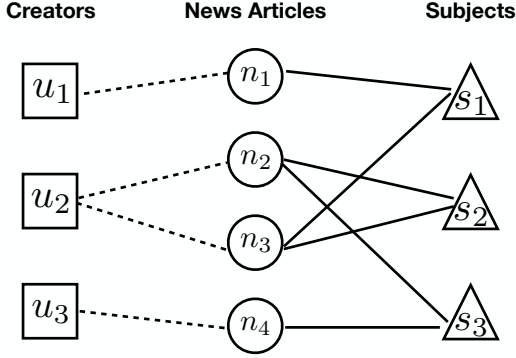 Creators News Articles Subjects
u1 n1 s1
n2
u2 s2
n3
u3 n4 s3